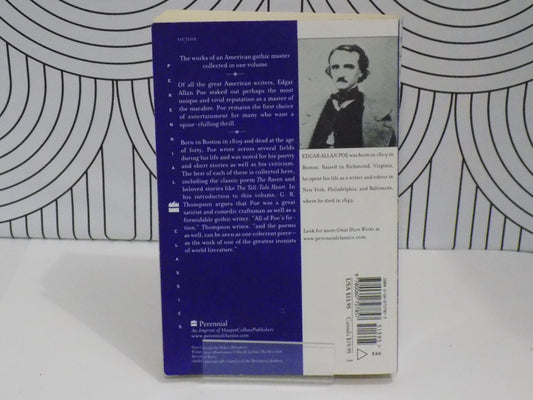 FICTION
The works of an American gothic master
collected in one volume
Of all the great American writers, Edgar
Allan Poe staked out perhaps the most
unique and vivid reputation as a master of
the macabre. Poe remains the first choice
of entertainment for many who want a
spine-chilling thrill.
Born in Boston in 1809 and dead at the age
of forty, Poe wrote across several fields
during his life and was noted for his poetry
and short stories as well as his criticism.
The best of each of these is collected here,
including the classic poem The Raven and
beloved stories like The Tell-Tale Heart. In
his introduction to this volume, G. R.
Thompson argues that Poe was a great
satirist and comedic craftsman as well as a
formidable gothic writer. "All of Poe's fic-
tion," Thompson writes, "and the poems
as well, can be seen as one coherent piece—
as the work of one of the greatest ironists
of world literature."
PERENNIAL CLASSICS
Perennial
An Imprint of HarperCollinsPublishers
www.perennialclassics.com
EDGAR ALLAN POE was born in 1809 in
Boston. Raised in Richmond, Virginia,
he spent his life as a writer and editor in
New York, Philadelphia, and Baltimore,
where he died in 1849.
Look for more Great Short Works at
www.perennialclassics.com
USA $11.95
Canada $17.95
EAN